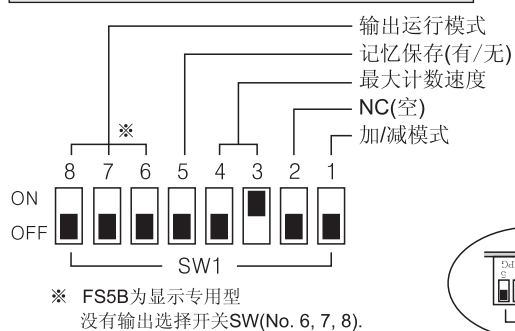 输出运行模式
记忆保存(有/无)
最大计数速度
NC(空)
加/减模式
※
8 7 6 5 4 3 2 1
ON
OFF
SW1
※ FS5B为显示专用型
没有输出选择开关SW(No. 6, 7, 8).